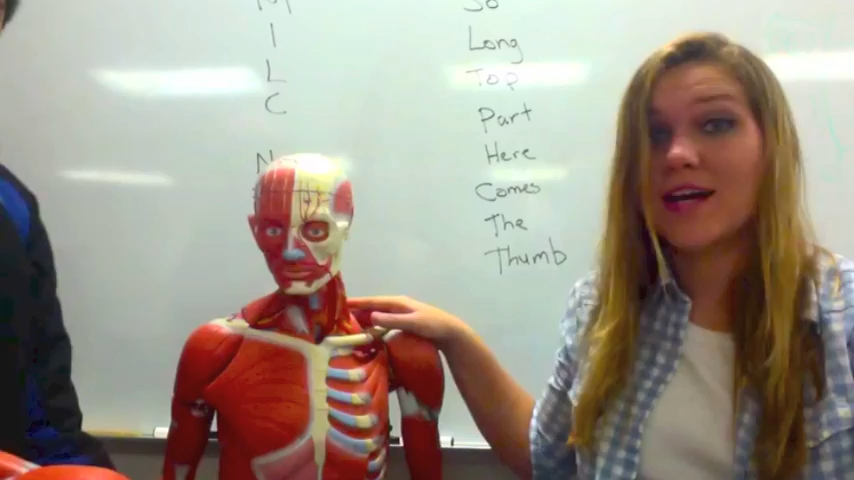 M
I
L
C
N
So
Long
Top
Part
Here
Comes
The
Thumb